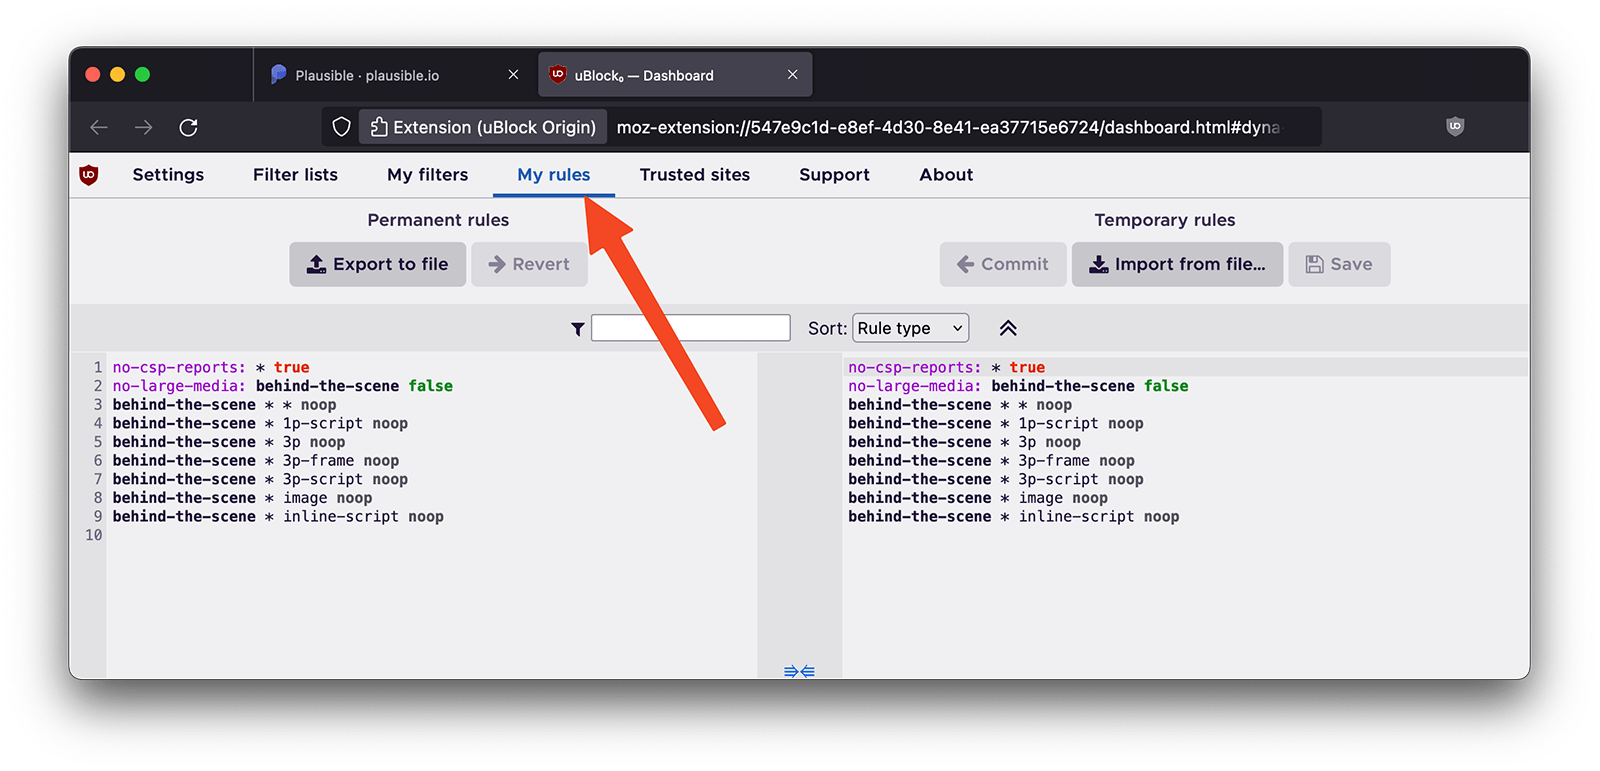 Plausible · plausible.io
uBlock₀ — Dashboard
Extension (uBlock Origin)
moz-extension://547e9c1d-e8ef-4d30-8e41-ea37715e6724/dashboard.html#dyna
Settings
Filter lists
My filters
My rules
Trusted sites
Support
About
Permanent rules
Temporary rules
Export to file
Revert
Commit
Import from file...
Save
Sort: Rule type
1 no-csp-reports: * true
2 no-large-media: behind-the-scene false
3 behind-the-scene * * noop
4 behind-the-scene * 1p-script noop
5 behind-the-scene * 3p noop
6 behind-the-scene * 3p-frame noop
7 behind-the-scene * 3p-script noop
8 behind-the-scene * image noop
9 behind-the-scene * inline-script noop
10
no-csp-reports: * true
no-large-media: behind-the-scene false
behind-the-scene * * noop
behind-the-scene * 1p-script noop
behind-the-scene * 3p noop
behind-the-scene * 3p-frame noop
behind-the-scene * 3p-script noop
behind-the-scene * image noop
behind-the-scene * inline-script noop